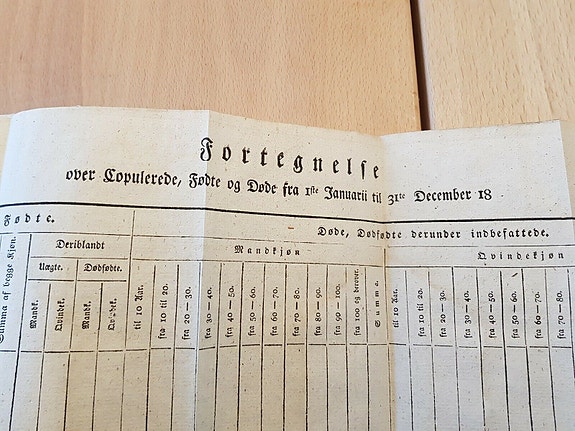 Fortegnelse
over Copulerede, Fødte og Døde fra 1ste Januarii til 31te December 18
Fødte.
Døde, Dødfødte derunder indbefattede.
Summa af begge Kjøn.
Deriblandt
Uægte.
Dødfødte.
Mandk.
Qvindek.
Mandk.
Qvindek.
Mandkjøn
til 10 Aar.
fra 10 til 20.
fra 20 — 30.
fra 30 — 40.
fra 40 — 50.
fra 50 — 60.
fra 60 — 70.
fra 70 — 80.
fra 80 — 90.
fra 90 — 100.
fra 100 og derover.
Summa.
Qvindekjøn
til 10 Aar.
fra 10 til 20.
fra 20 — 30.
fra 30 — 40.
fra 40 — 50.
fra 50 — 60.
fra 60 — 70.
fra 70 — 80.